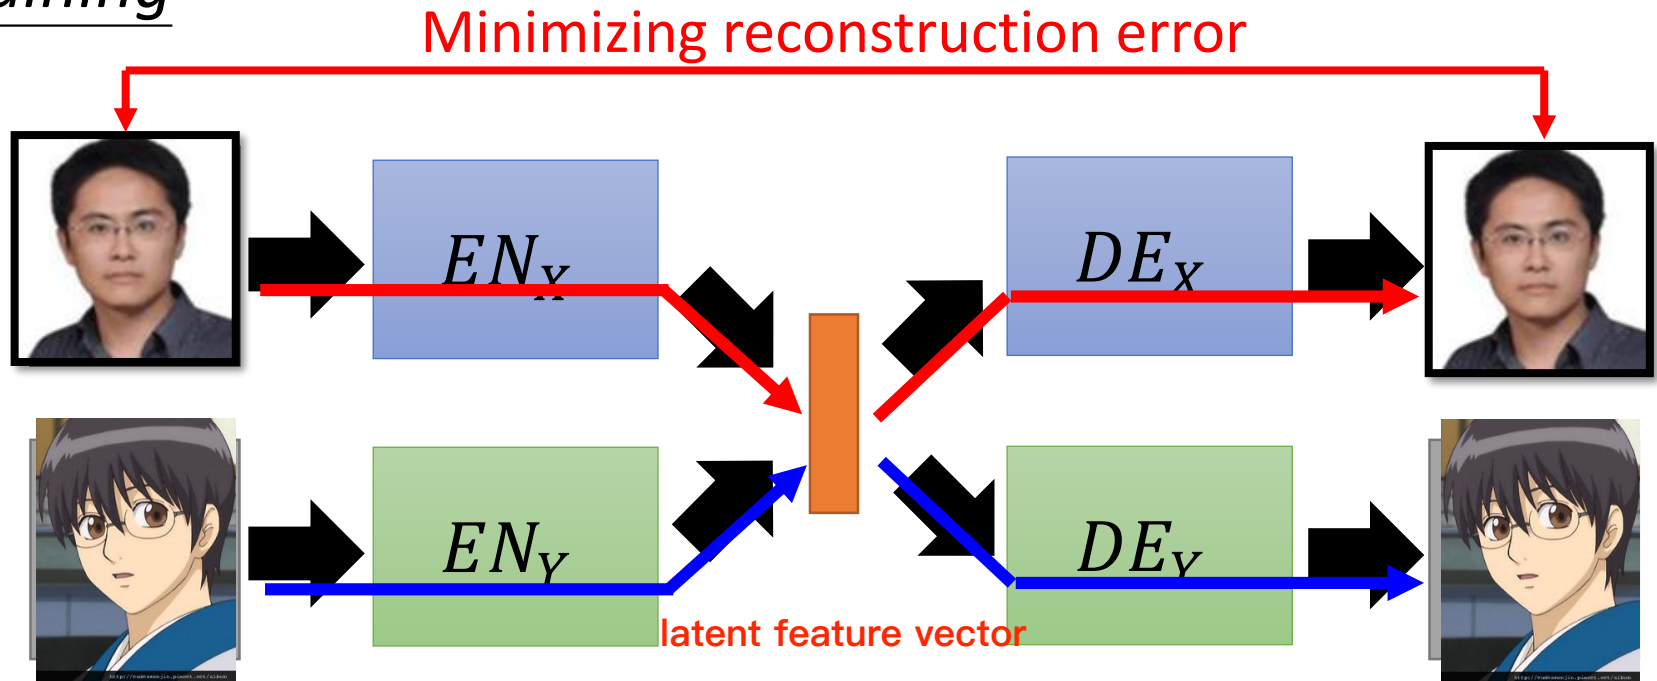 Minimizing reconstruction error
EN_X
DE_X
EN_Y
DE_Y
latent feature vector